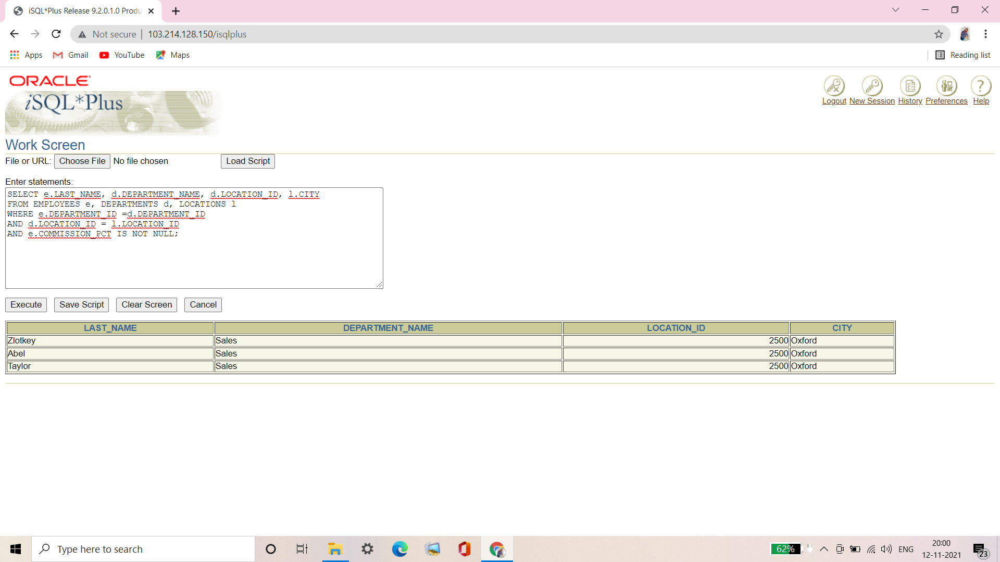 iSQL*Plus Release 9.2.0.1.0 Produ
Not secure | 103.214.128.150/isqlplus
Apps Gmail YouTube Maps Reading list
ORACLE
iSQL*Plus
Logout New Session History Preferences Help
Work Screen
File or URL: Choose File No file chosen Load Script
Enter statements:
SELECT e.LAST_NAME, d.DEPARTMENT_NAME, d.LOCATION_ID, l.CITY
FROM EMPLOYEES e, DEPARTMENTS d, LOCATIONS l
WHERE e.DEPARTMENT_ID =d.DEPARTMENT_ID
AND d.LOCATION_ID = l.LOCATION_ID
AND e.COMMISSION_PCT IS NOT NULL;
Execute Save Script Clear Screen Cancel
LAST_NAME DEPARTMENT_NAME LOCATION_ID CITY
Zlotkey Sales 2500 Oxford
Abel Sales 2500 Oxford
Taylor Sales 2500 Oxford
Type here to search
62% ENG
20:00
12-11-2021
23